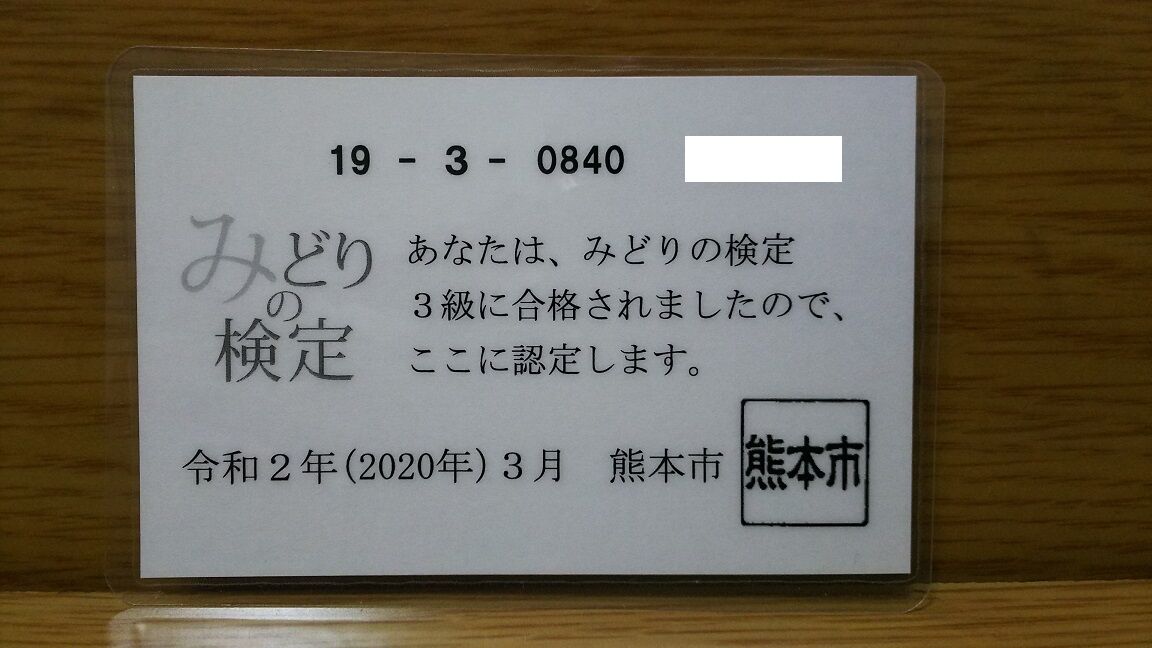 19 - 3 - 0840
みどりの検定
あなたは、みどりの検定
３級に合格されましたので、
ここに認定します。
令和２年(2020年)３月　熊本市
熊本市